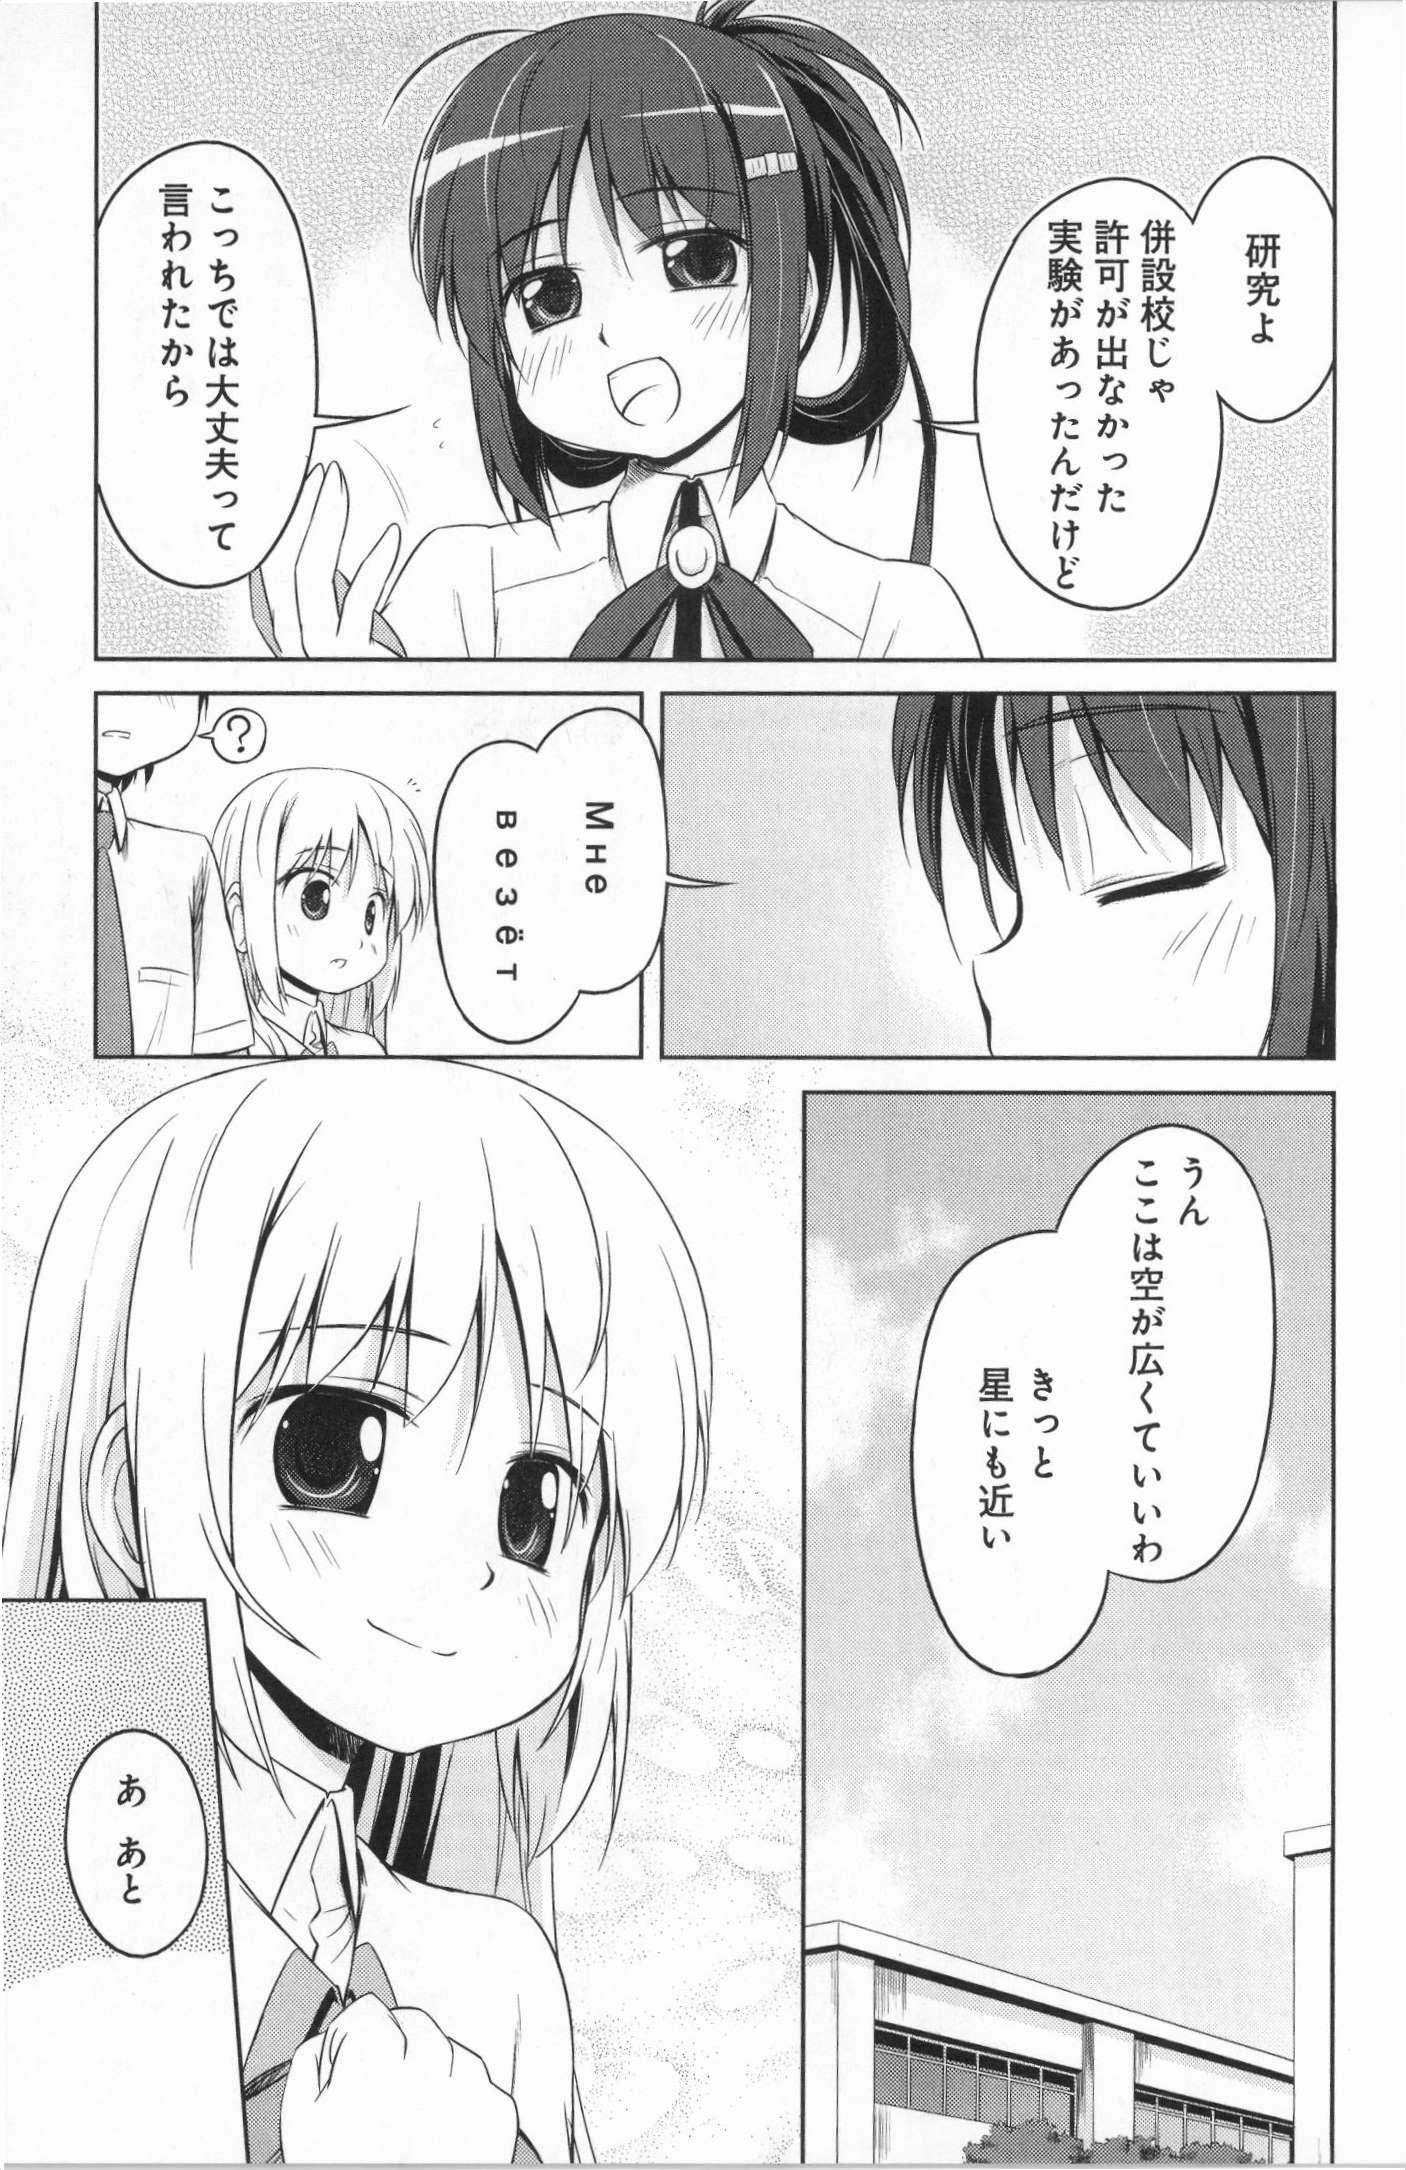 研究よ
併設校じゃ
許可が出なかった
実験があったんだけど
こっちでは大丈夫って
言われたから
Мне
везёт
?
うん
ここは空が広くていいわ
きっと
星にも近い
あ あと